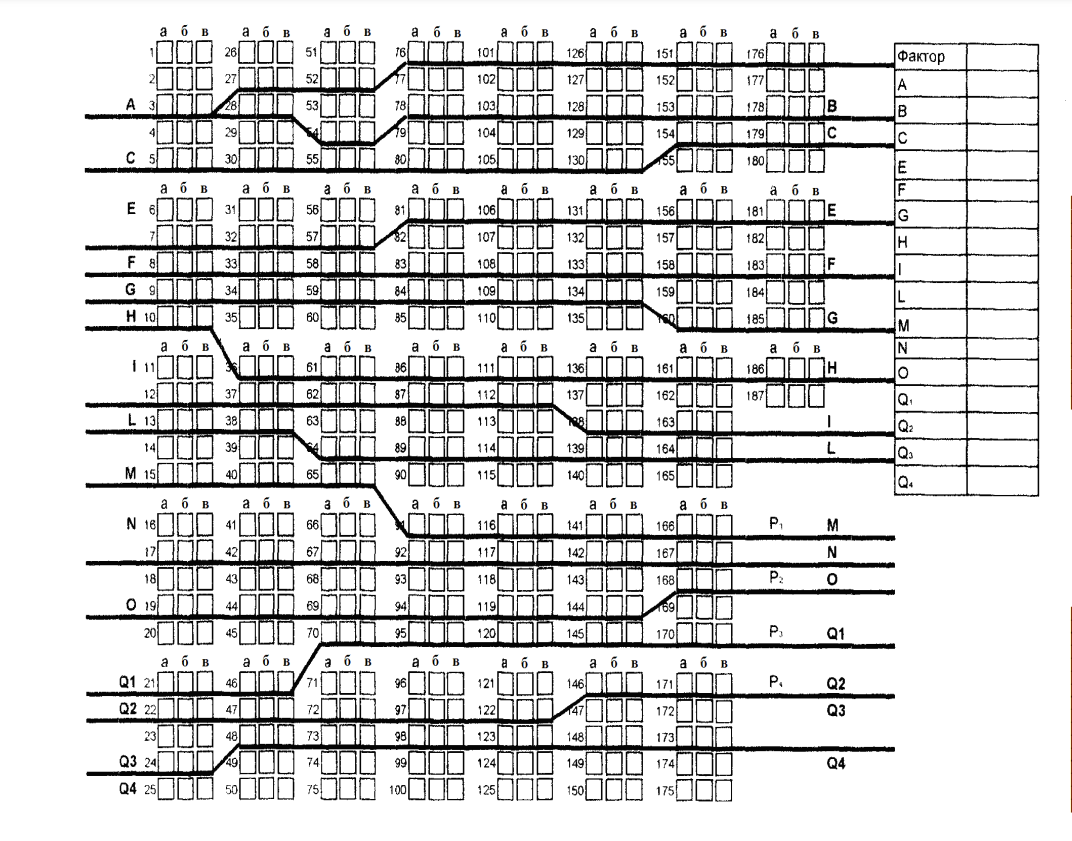 а б в а б в а б в а б в а б в а б в а б в а б в
1 26 51 76 101 126 151 176 Фактор
2 27 52 77 102 127 152 177 A
A 3 28 53 78 103 128 153 178 B B
4 29 54 79 104 129 154 179 C C
C 5 30 55 80 105 130 155 180 E
а б в а б в а б в а б в а б в а б в а б в а б в F
E 6 31 56 81 106 131 156 181 E G
7 32 57 82 107 132 157 182 H
F 8 33 58 83 108 133 158 183 F I
G 9 34 59 84 109 134 159 184 L
H 10 35 60 85 110 135 160 185 G M
а б в а б в а б в а б в а б в а б в а б в а б в N
I 11 36 61 86 111 136 161 186 H O
12 37 62 87 112 137 162 187 Q₁
L 13 38 63 88 113 138 163 I Q₂
14 39 64 89 114 139 164 L Q₃
M 15 40 65 90 115 140 165 Q₄
а б в а б в а б в а б в а б в а б в а б в
N 16 41 66 91 116 141 166 P₁ M
17 42 67 92 117 142 167 N
18 43 68 93 118 143 168 P₂ O
O 19 44 69 94 119 144 169
20 45 70 95 120 145 170 P₃ Q1
а б в а б в а б в а б в а б в а б в а б в
Q1 21 46 71 96 121 146 171 P₄ Q2
Q2 22 47 72 97 122 147 172 Q3
23 48 73 98 123 148 173
Q3 24 49 74 99 124 149 174 Q4
Q4 25 50 75 100 125 150 175